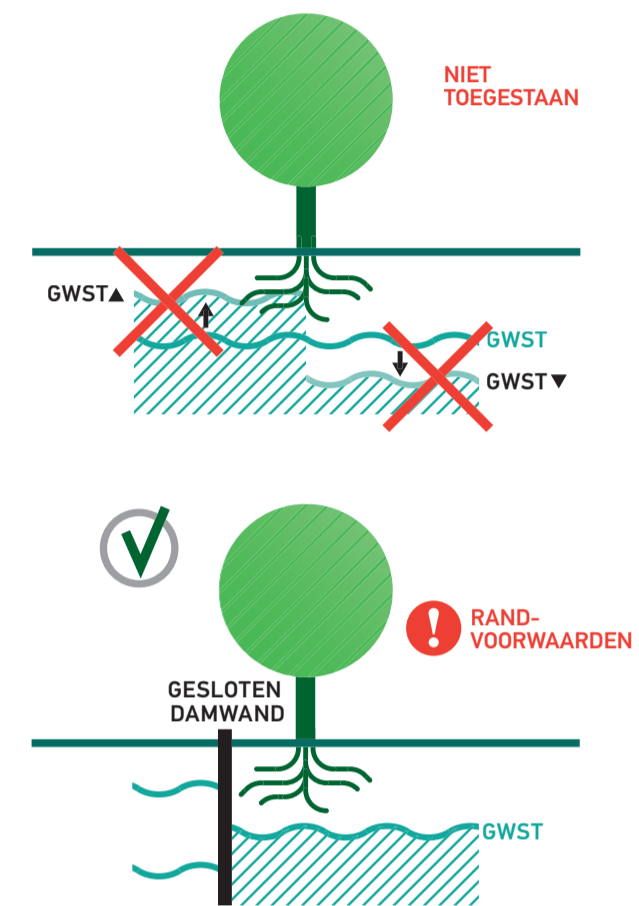 NIET
TOEGESTAAN
GWST▲
GWST
GWST▼
RAND-
VOORWAARDEN
GESLOTEN
DAMWAND
GWST